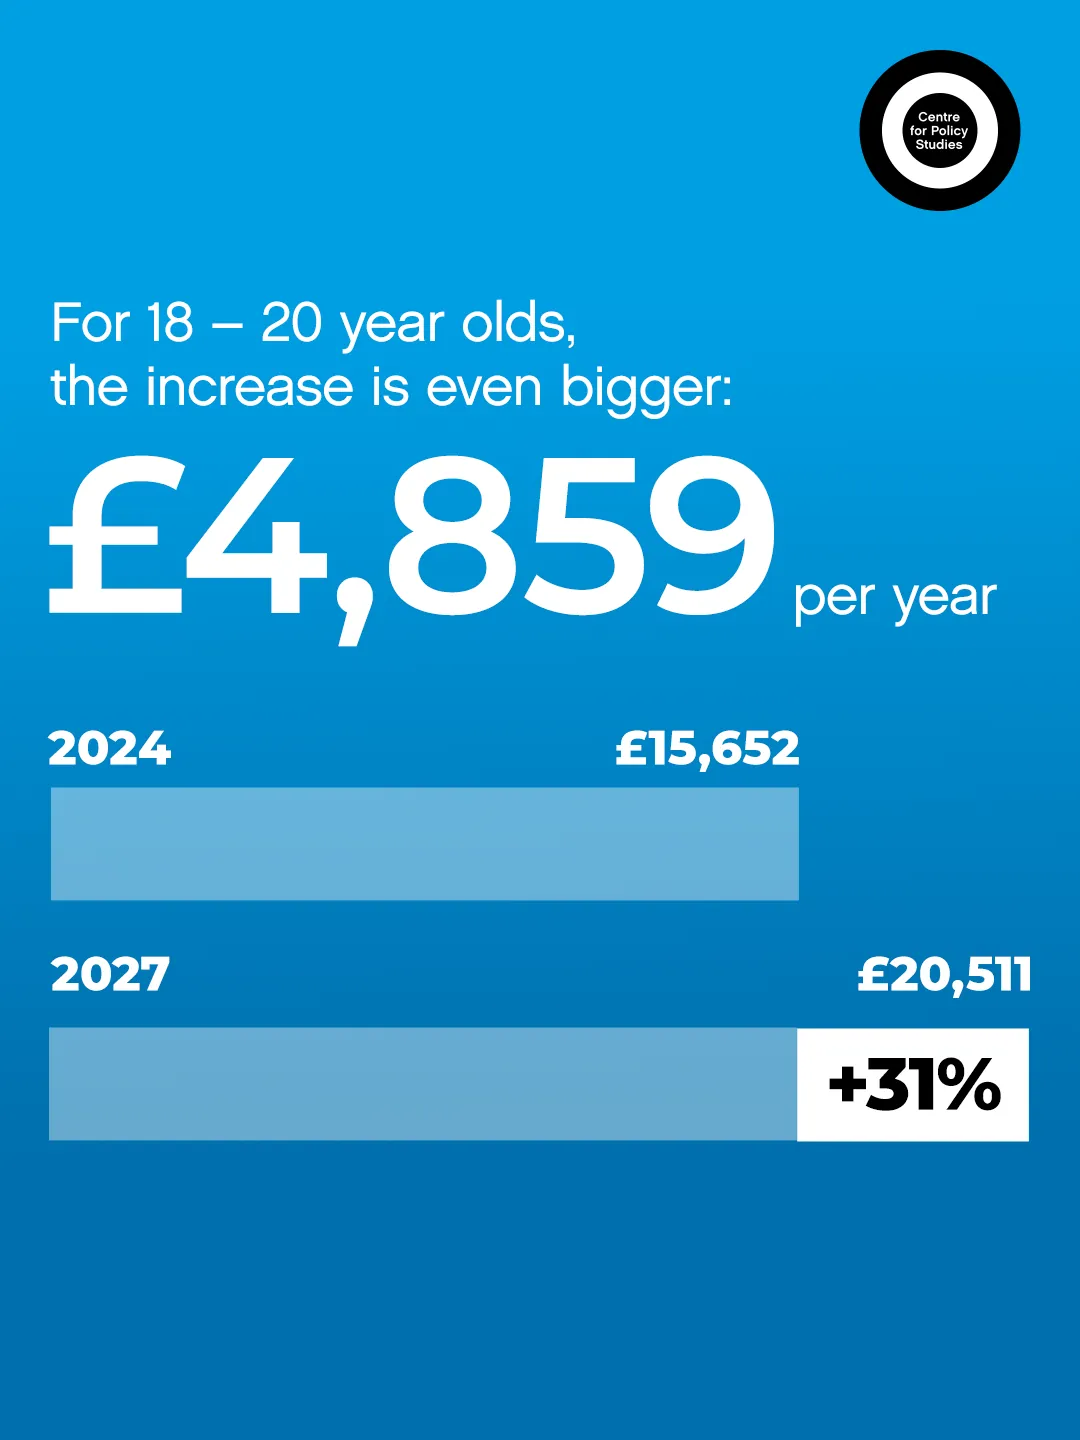 Centre
for Policy
Studies
For 18 – 20 year olds,
the increase is even bigger:
£4,859 per year
2024 £15,652
2027 £20,511
+31%